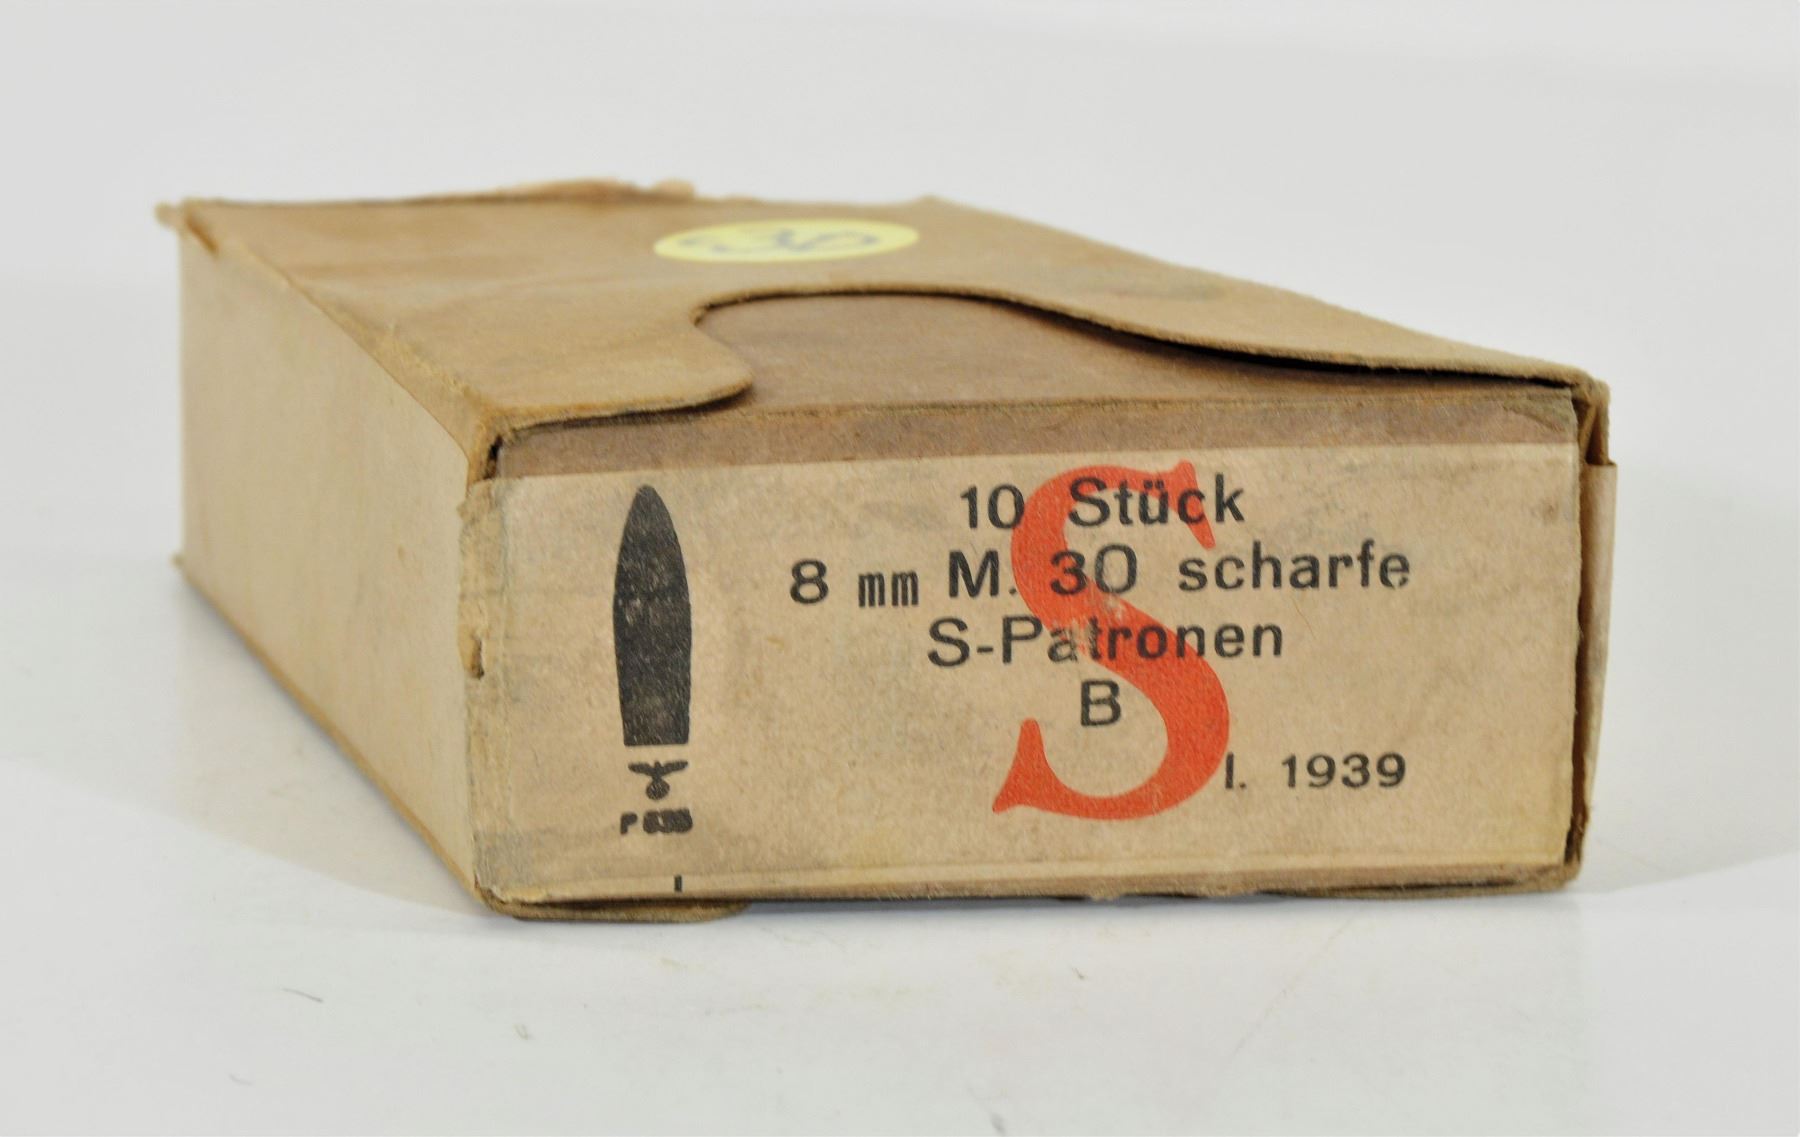 10 Stück
8 mm M. 30 scharfe
S-Patronen
B
S
I. 1939
I